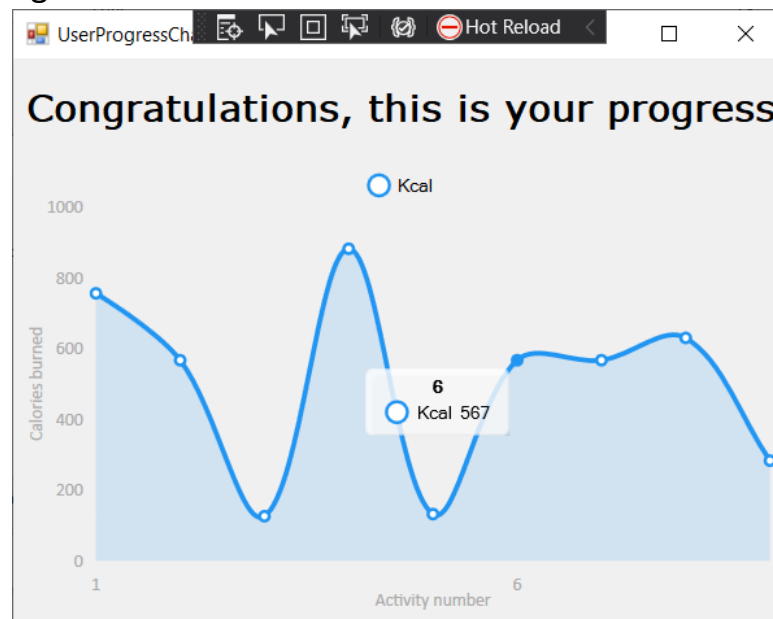 UserProgressCha
Hot Reload
Congratulations, this is your progress
Kcal
1000
800
600
400
200
0
Calories burned
6
Kcal 567
1
6
Activity number